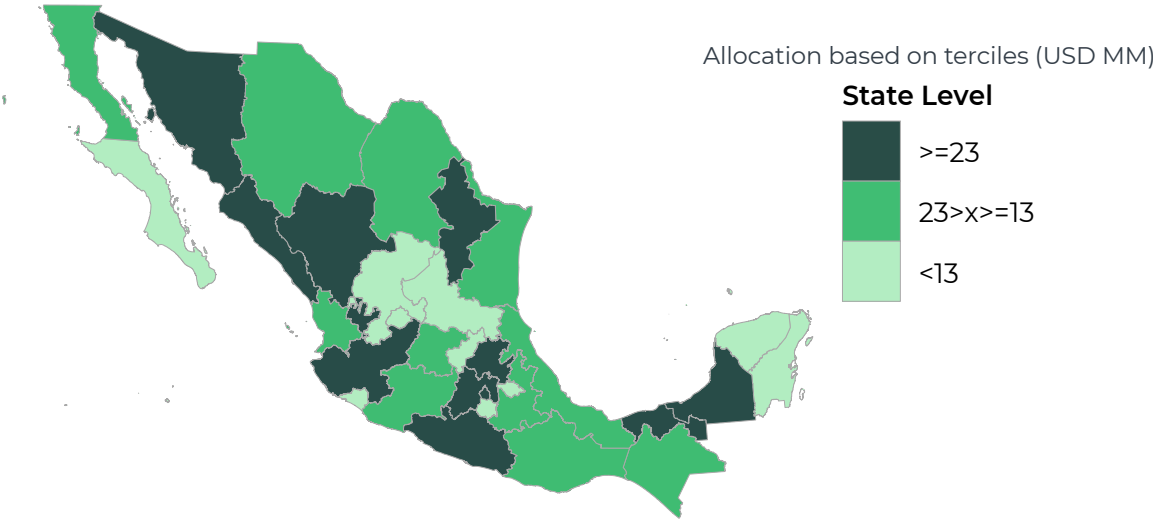 Allocation based on terciles (USD MM)
State Level
>=23
23>x>=13
<13